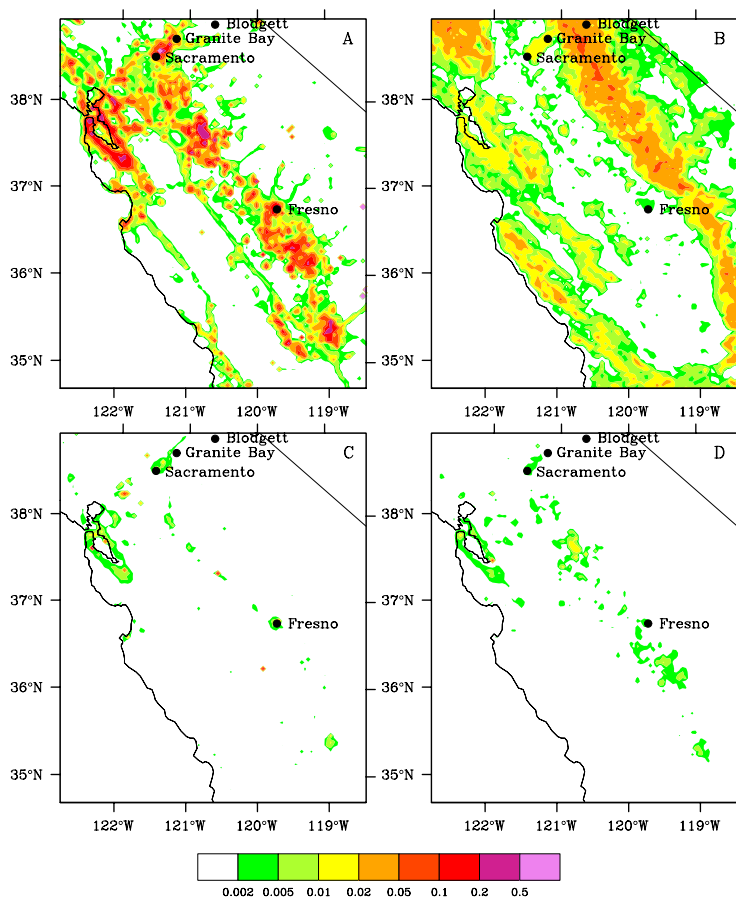 Blodgett
A
Granite Bay
Sacramento
Blodgett
B
Granite Bay
Sacramento
38°N
38°N
37°N
37°N
Fresno
Fresno
36°N
36°N
35°N
35°N
122°W 121°W 120°W 119°W
122°W 121°W 120°W 119°W
Blodgett
C
Granite Bay
Sacramento
Blodgett
D
Granite Bay
Sacramento
38°N
38°N
37°N
37°N
Fresno
Fresno
36°N
36°N
35°N
35°N
122°W 121°W 120°W 119°W
122°W 121°W 120°W 119°W
0.002 0.005 0.01 0.02 0.05 0.1 0.2 0.5